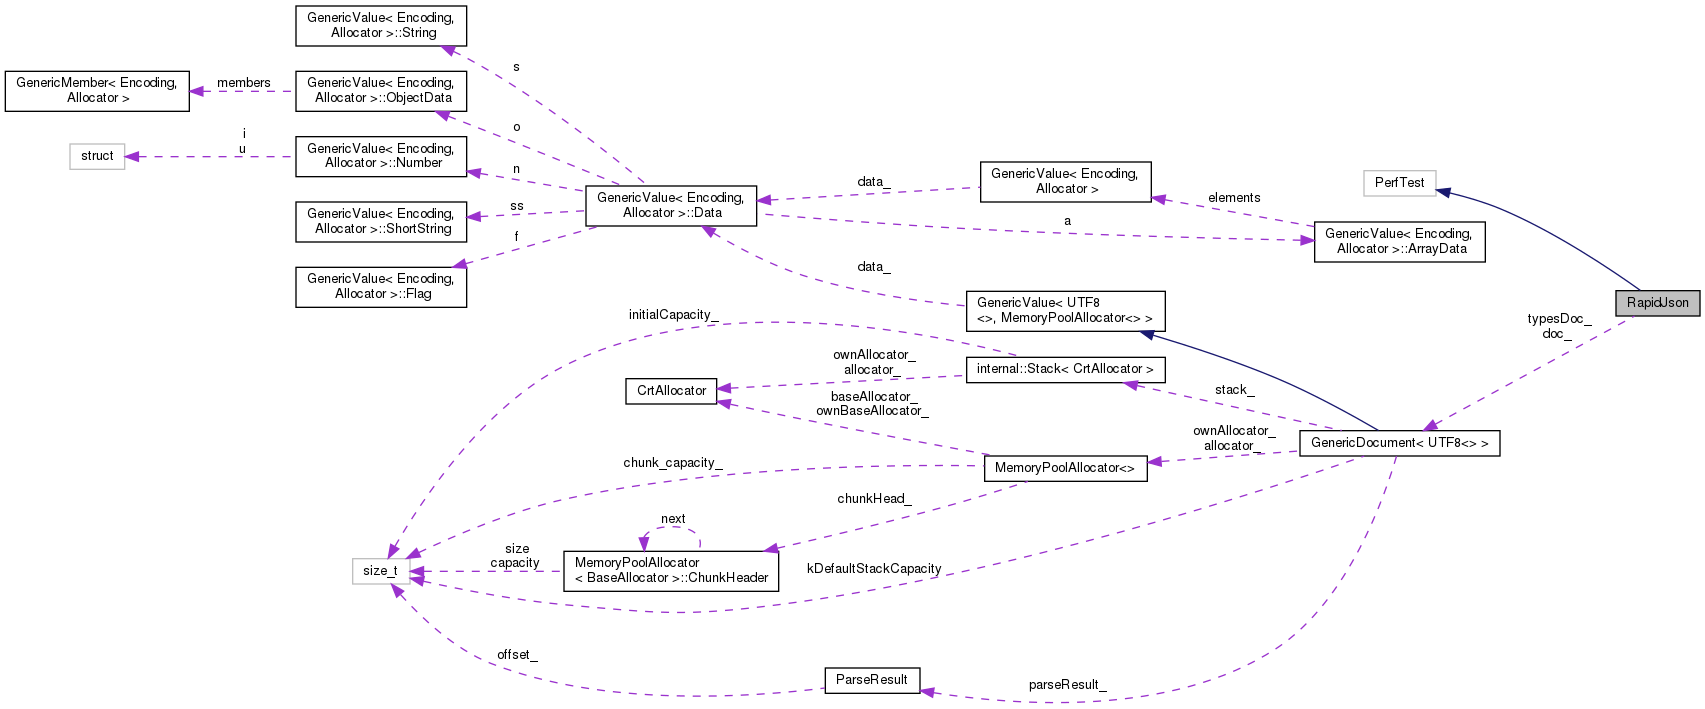 GenericValue< Encoding,
Allocator >::String
s
GenericMember< Encoding,
Allocator >
members
GenericValue< Encoding,
Allocator >::ObjectData
o
struct
i
u
GenericValue< Encoding,
Allocator >::Number
n
GenericValue< Encoding,
Allocator >::ShortString
ss
GenericValue< Encoding,
Allocator >::Flag
f
GenericValue< Encoding,
Allocator >::Data
data_
GenericValue< Encoding,
Allocator >
a
elements
GenericValue< Encoding,
Allocator >::ArrayData
PerfTest
RapidJson
typesDoc_
doc_
data_
GenericValue< UTF8
<>, MemoryPoolAllocator<> >
initialCapacity_
ownAllocator_
allocator_
internal::Stack< CrtAllocator >
stack_
CrtAllocator
baseAllocator_
ownBaseAllocator_
ownAllocator_
allocator_
GenericDocument< UTF8<> >
chunk_capacity_
MemoryPoolAllocator<>
chunkHead_
next
size
capacity
MemoryPoolAllocator
< BaseAllocator >::ChunkHeader
size_t
kDefaultStackCapacity
offset_
ParseResult
parseResult_